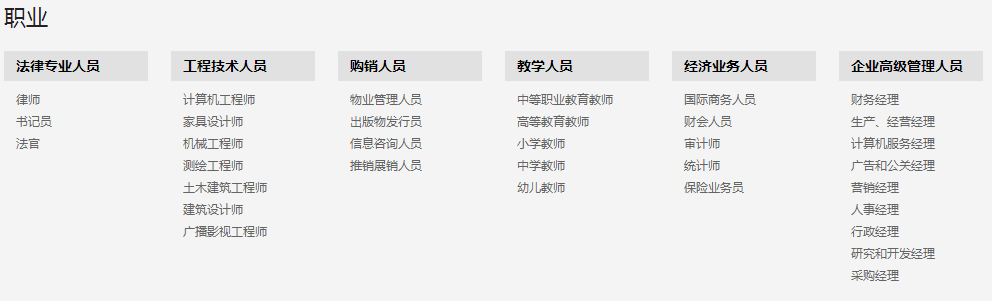 职业
法律专业人员
律师
书记员
法官
工程技术人员
计算机工程师
家具设计师
机械工程师
测绘工程师
土木建筑工程师
建筑设计师
广播影视工程师
购销人员
物业管理人员
出版物发行员
信息咨询人员
推销展销人员
教学人员
中等职业教育教师
高等教育教师
小学教师
中学教师
幼儿教师
经济业务人员
国际商务人员
财会人员
审计师
统计师
保险业务员
企业高级管理人员
财务经理
生产、经营经理
计算机服务经理
广告和公关经理
营销经理
人事经理
行政经理
研究和开发经理
采购经理